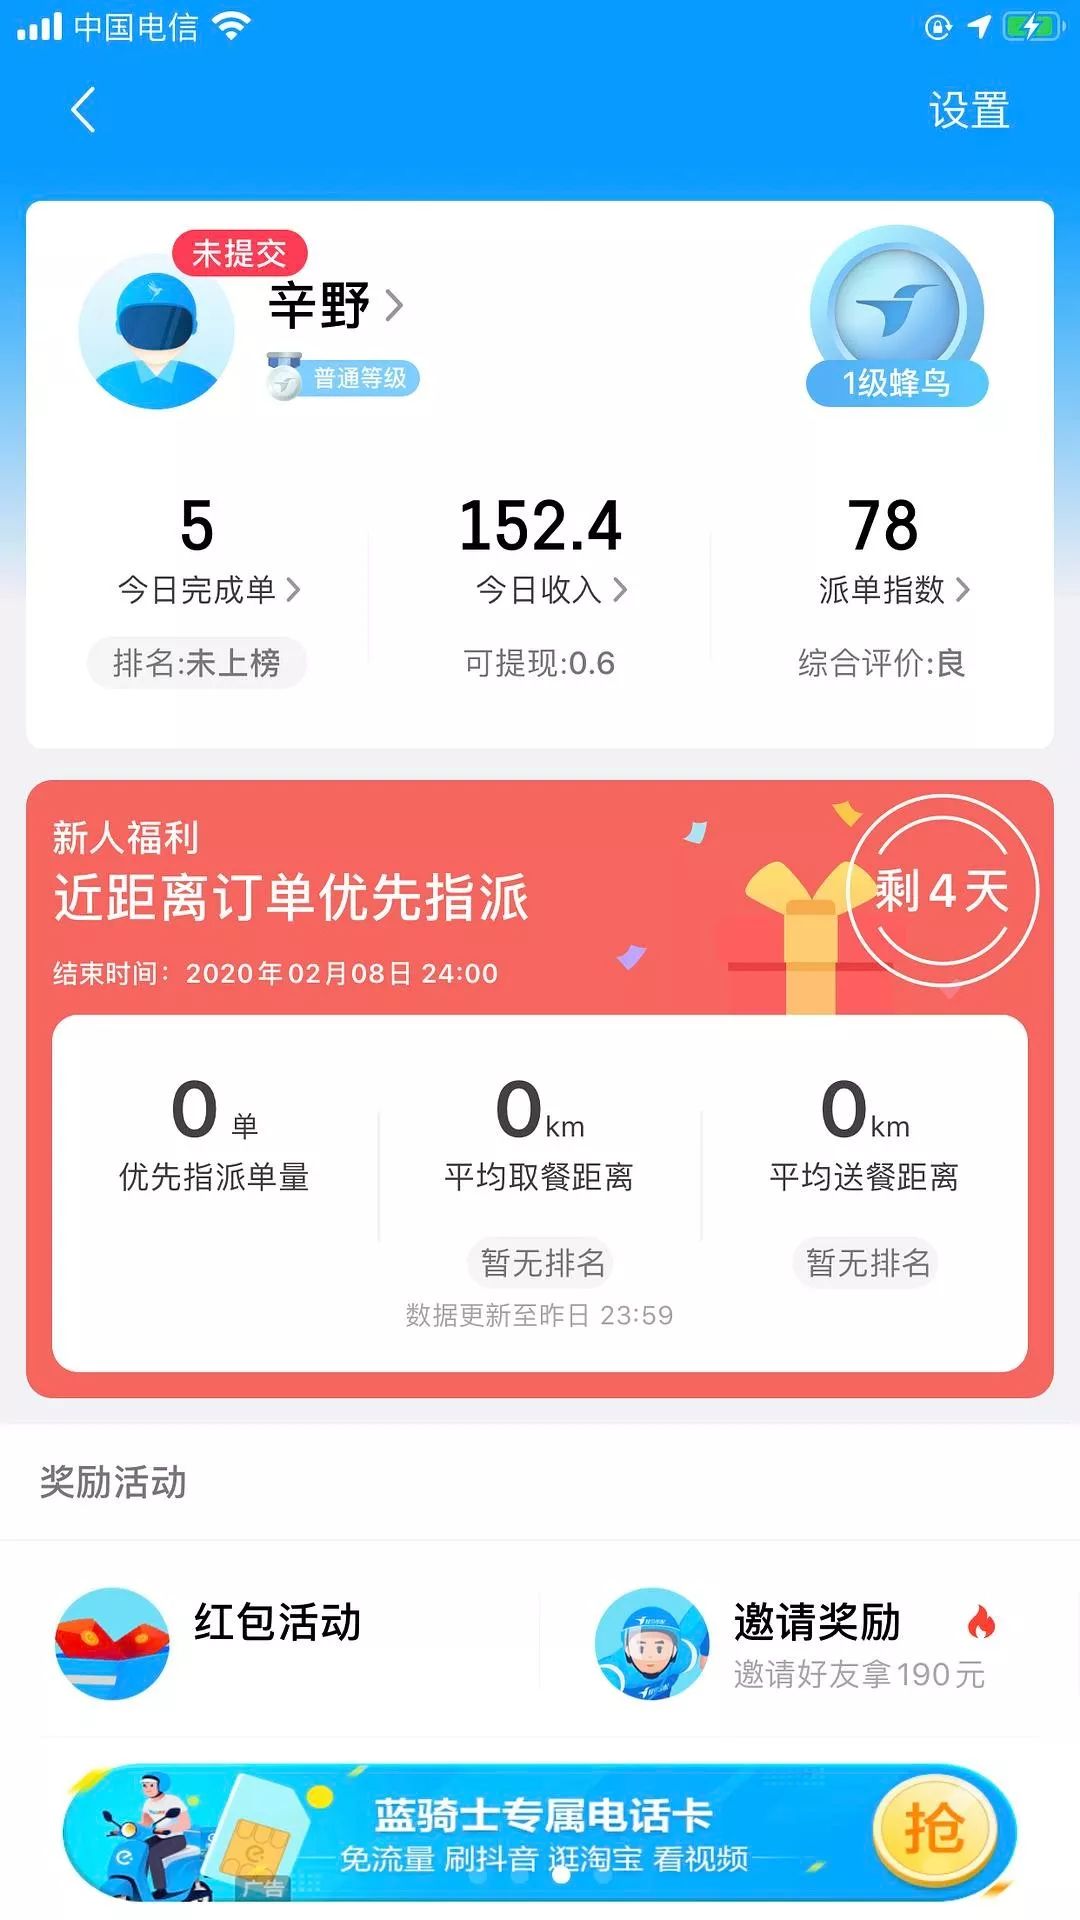 中国电信
设置
未提交
辛野
普通等级
1级蜂鸟
5
152.4
78
今日完成单
今日收入
派单指数
排名:未上榜
可提现:0.6
综合评价:良
新人福利
近距离订单优先指派
剩4天
结束时间：2020年02月08日 24:00
0 单
0km
0km
优先指派单量
平均取餐距离
平均送餐距离
暂无排名
暂无排名
数据更新至昨日 23:59
奖励活动
红包活动
邀请奖励
邀请好友拿190元
蓝骑士专属电话卡
免流量 刷抖音 逛淘宝 看视频
抢
广告